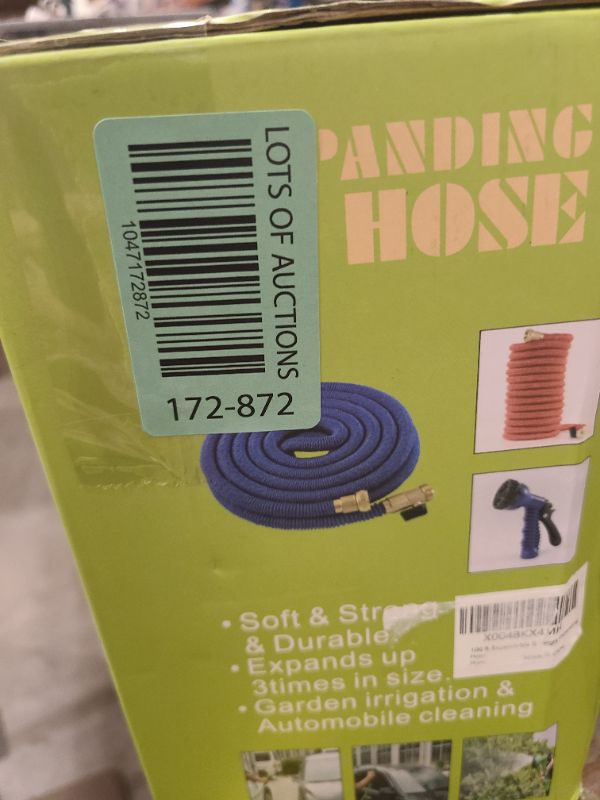 PANDING
HOSE
LOTS OF AUCTIONS
1047172872
172-872
• Soft & Strong
& Durable.
• Expands up
3times in size.
• Garden irrigation &
Automobile cleaning